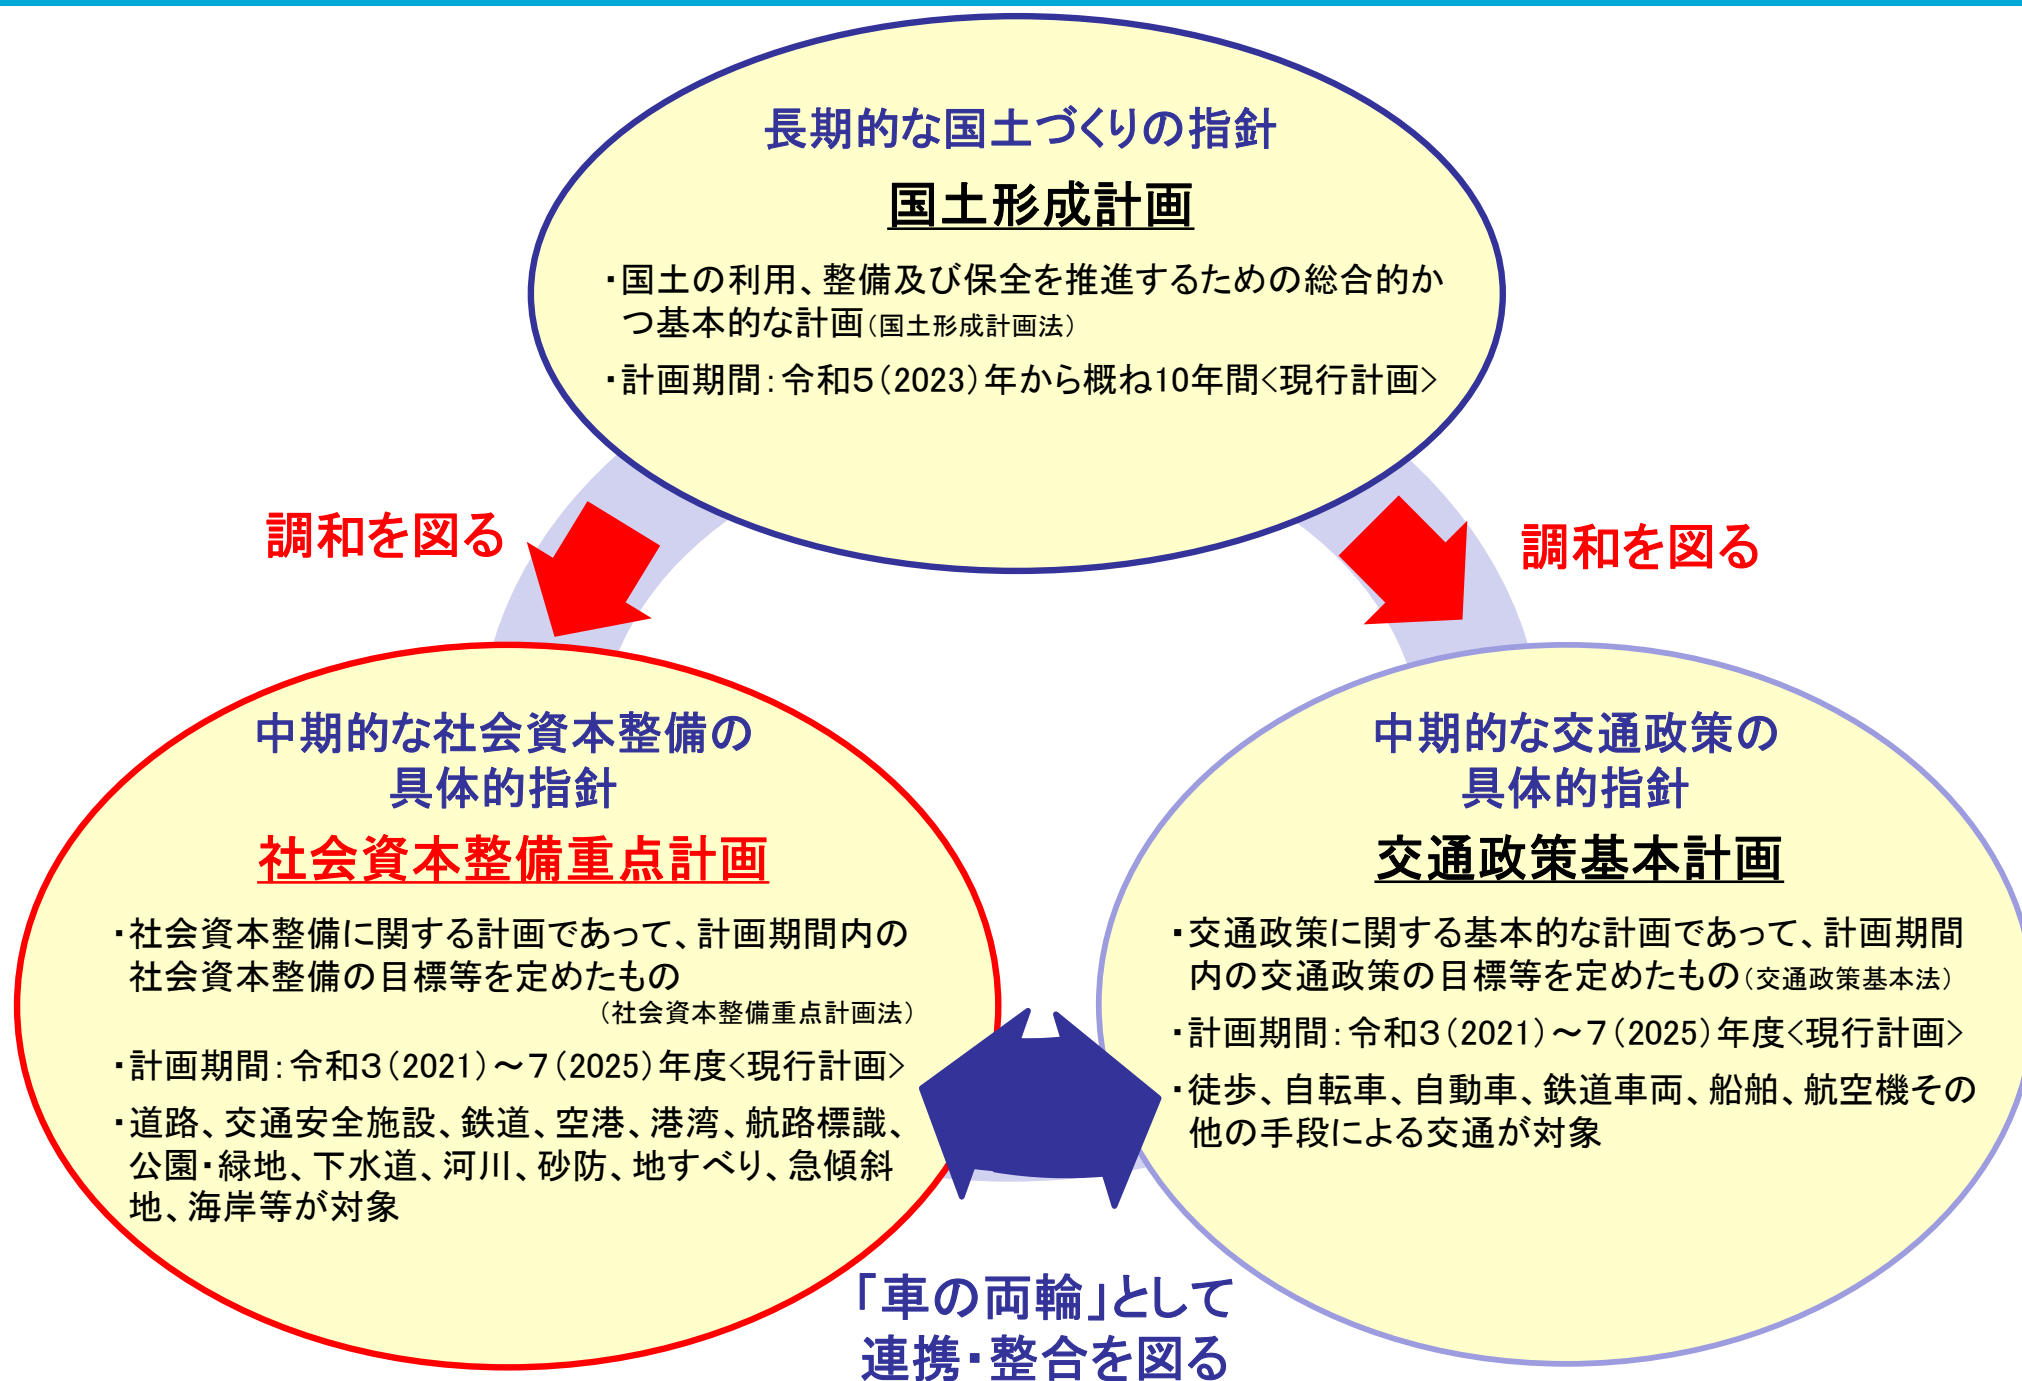 長期的な国土づくりの指針
国土形成計画
・国土の利用、整備及び保全を推進するための総合的か
つ基本的な計画（国土形成計画法）
・計画期間：令和５（2023）年から概ね10年間<現行計画>
調和を図る
調和を図る
中期的な社会資本整備の
具体的指針
社会資本整備重点計画
・社会資本整備に関する計画であって、計画期間内の
社会資本整備の目標等を定めたもの
（社会資本整備重点計画法）
・計画期間：令和３（2021）～７（2025）年度<現行計画>
・道路、交通安全施設、鉄道、空港、港湾、航路標識、
公園・緑地、下水道、河川、砂防、地すべり、急傾斜
地、海岸等が対象
中期的な交通政策の
具体的指針
交通政策基本計画
・交通政策に関する基本的な計画であって、計画期間
内の交通政策の目標等を定めたもの（交通政策基本法）
・計画期間：令和３（2021）～７（2025）年度<現行計画>
・徒歩、自転車、自動車、鉄道車両、船舶、航空機その
他の手段による交通が対象
「車の両輪」として
連携・整合を図る